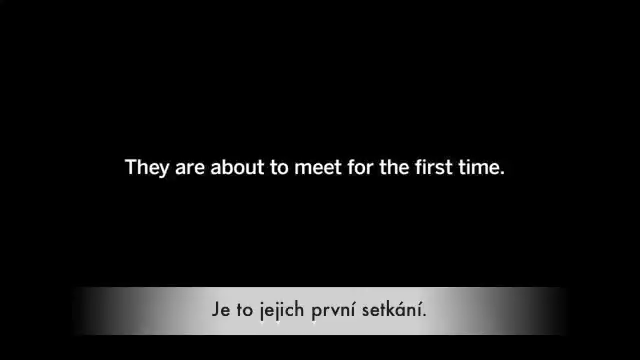 They are about to meet for the first time.
Je to jejich první setkání.